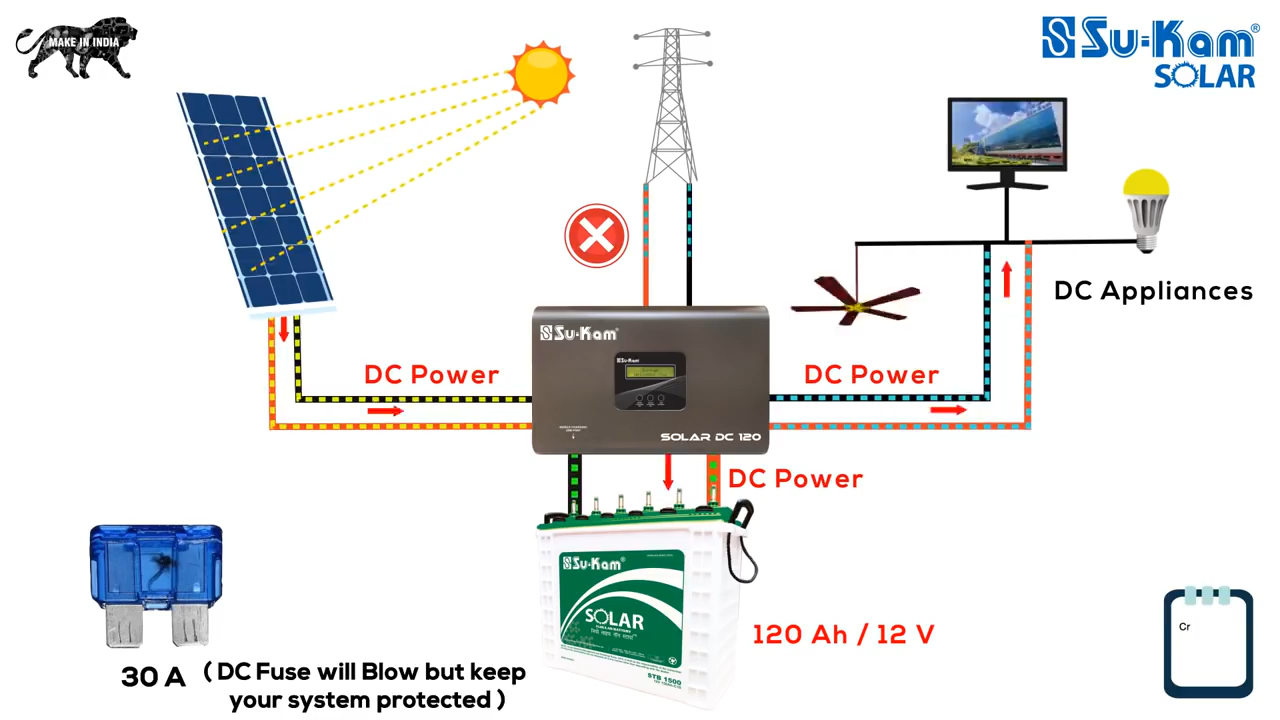 MAKE IN INDIA
Su-Kam®
SOLAR
DC Appliances
DC Power
DC Power
Su-Kam®
Su-Kam
SOLAR DC 120
DC Power
Su-Kam®
SOLAR
STB 1500
120 Ah / 12 V
Cr
30 A
( DC Fuse will Blow but keep
your system protected )